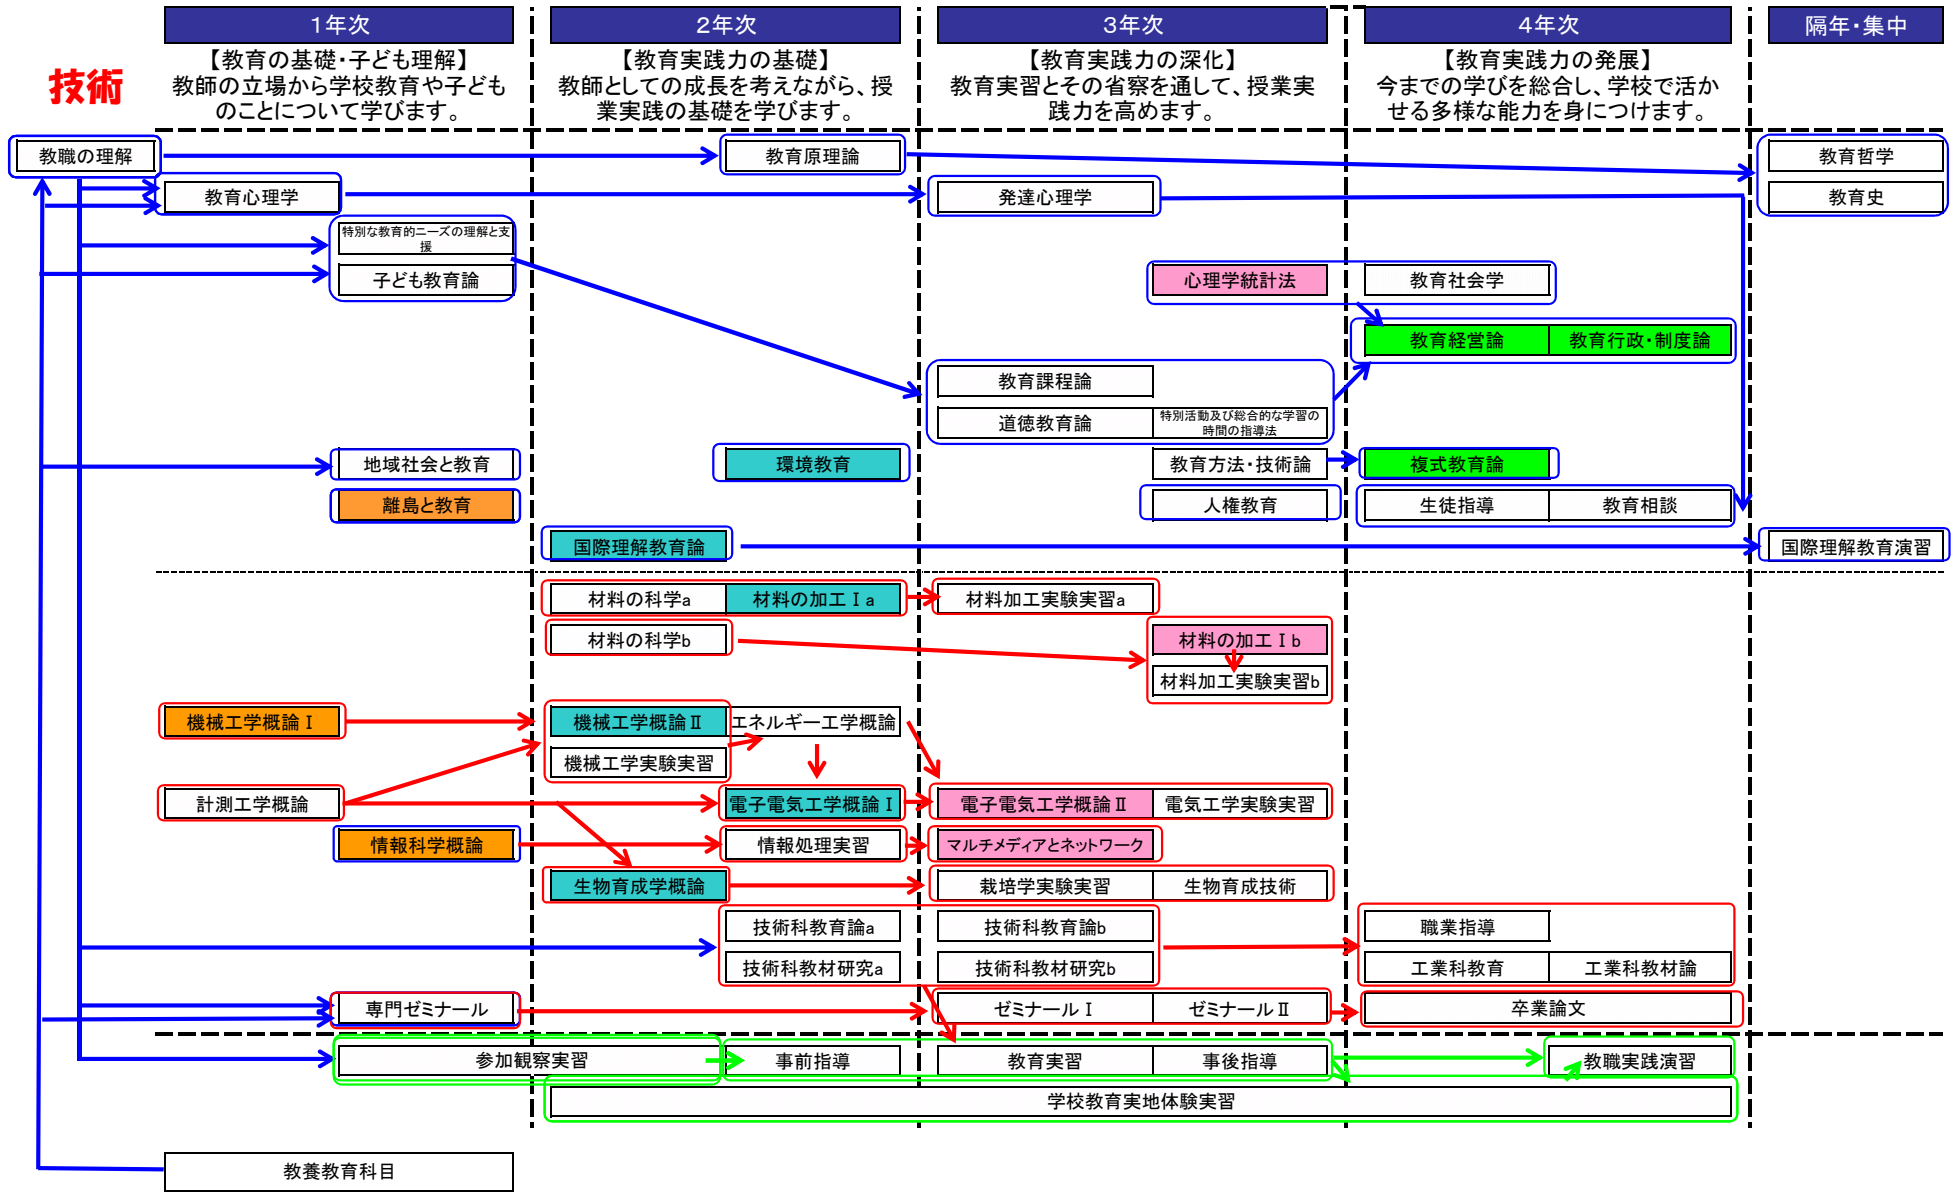 1年次
2年次
3年次
4年次
隔年・集中
技術
【教育の基礎・子ども理解】
教師の立場から学校教育や子ども
のことについて学びます。
【教育実践力の基礎】
教師としての成長を考えながら、授
業実践の基礎を学びます。
【教育実践力の深化】
教育実習とその省察を通して、授業実
践力を高めます。
【教育実践力の発展】
今までの学びを総合し、学校で活か
せる多様な能力を身につけます。
教職の理解
教育原理論
教育哲学
教育心理学
発達心理学
教育史
特別な教育的ニーズの理解と支
援
子ども教育論
心理学統計法
教育社会学
教育経営論
教育行政・制度論
教育課程論
道徳教育論
特別活動及び総合的な学習の
時間の指導法
地域社会と教育
環境教育
教育方法・技術論
複式教育論
離島と教育
人権教育
生徒指導
教育相談
国際理解教育論
国際理解教育演習
材料の科学a
材料の加工Ⅰa
材料加工実験実習a
材料の科学b
材料の加工Ⅰb
材料加工実験実習b
機械工学概論Ⅰ
機械工学概論Ⅱ
エネルギー工学概論
機械工学実験実習
計測工学概論
電子電気工学概論Ⅰ
電子電気工学概論Ⅱ
電気工学実験実習
情報科学概論
情報処理実習
マルチメディアとネットワーク
生物育成学概論
栽培学実験実習
生物育成技術
技術科教育論a
技術科教育論b
職業指導
技術科教材研究a
技術科教材研究b
工業科教育
工業科教材論
専門ゼミナール
ゼミナールⅠ
ゼミナールⅡ
卒業論文
参加観察実習
事前指導
教育実習
事後指導
教職実践演習
学校教育実地体験実習
教養教育科目